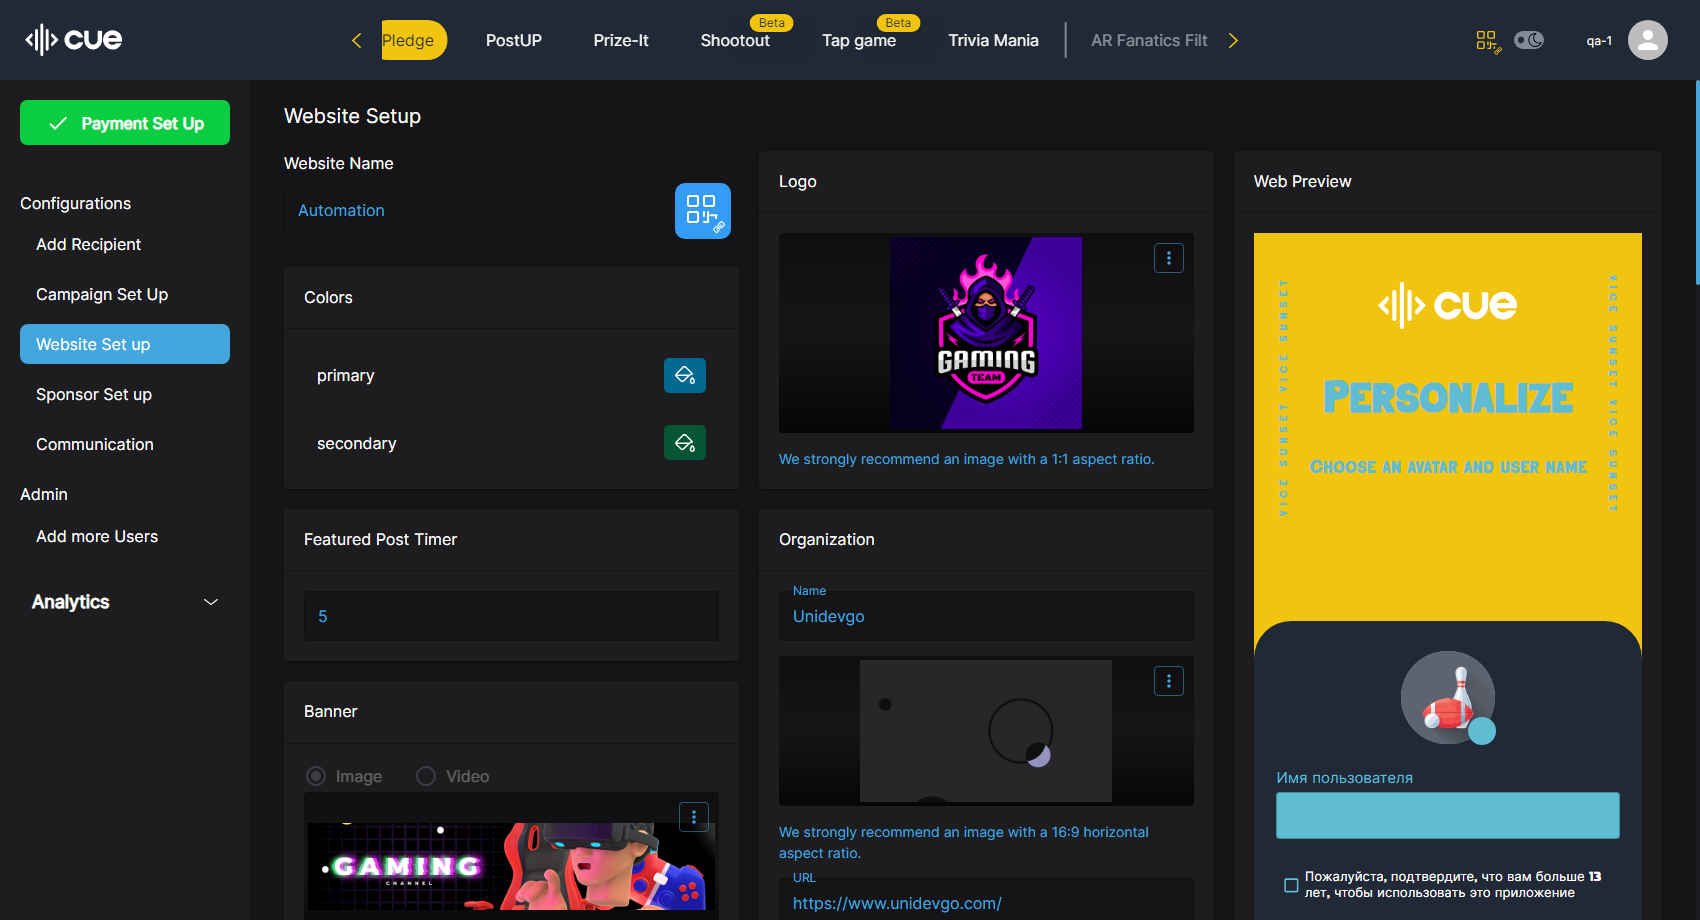 cue
Pledge
PostUP
Prize-It
Shootout
Beta
Tap game
Beta
Trivia Mania
AR Fanatics Filt
qa-1
Payment Set Up
Configurations
Add Recipient
Campaign Set Up
Website Set up
Sponsor Set up
Communication
Admin
Add more Users
Analytics
Website Setup
Website Name
Automation
Colors
primary
secondary
Featured Post Timer
5
Banner
Image
Video
GAMING
CHANNEL
Logo
GAMING
TEAM
We strongly recommend an image with a 1:1 aspect ratio.
Organization
Name
Unidevgo
We strongly recommend an image with a 16:9 horizontal
aspect ratio.
URL
https://www.unidevgo.com/
Web Preview
VICE SUNSET VICE SUNSET VICE SUNSET
cue
VICE SUNSET VICE SUNSET VICE SUNSET
Personalize
Choose an avatar and user name
Имя пользователя
Пожалуйста, подтвердите, что вам больше 13
лет, чтобы использовать это приложение